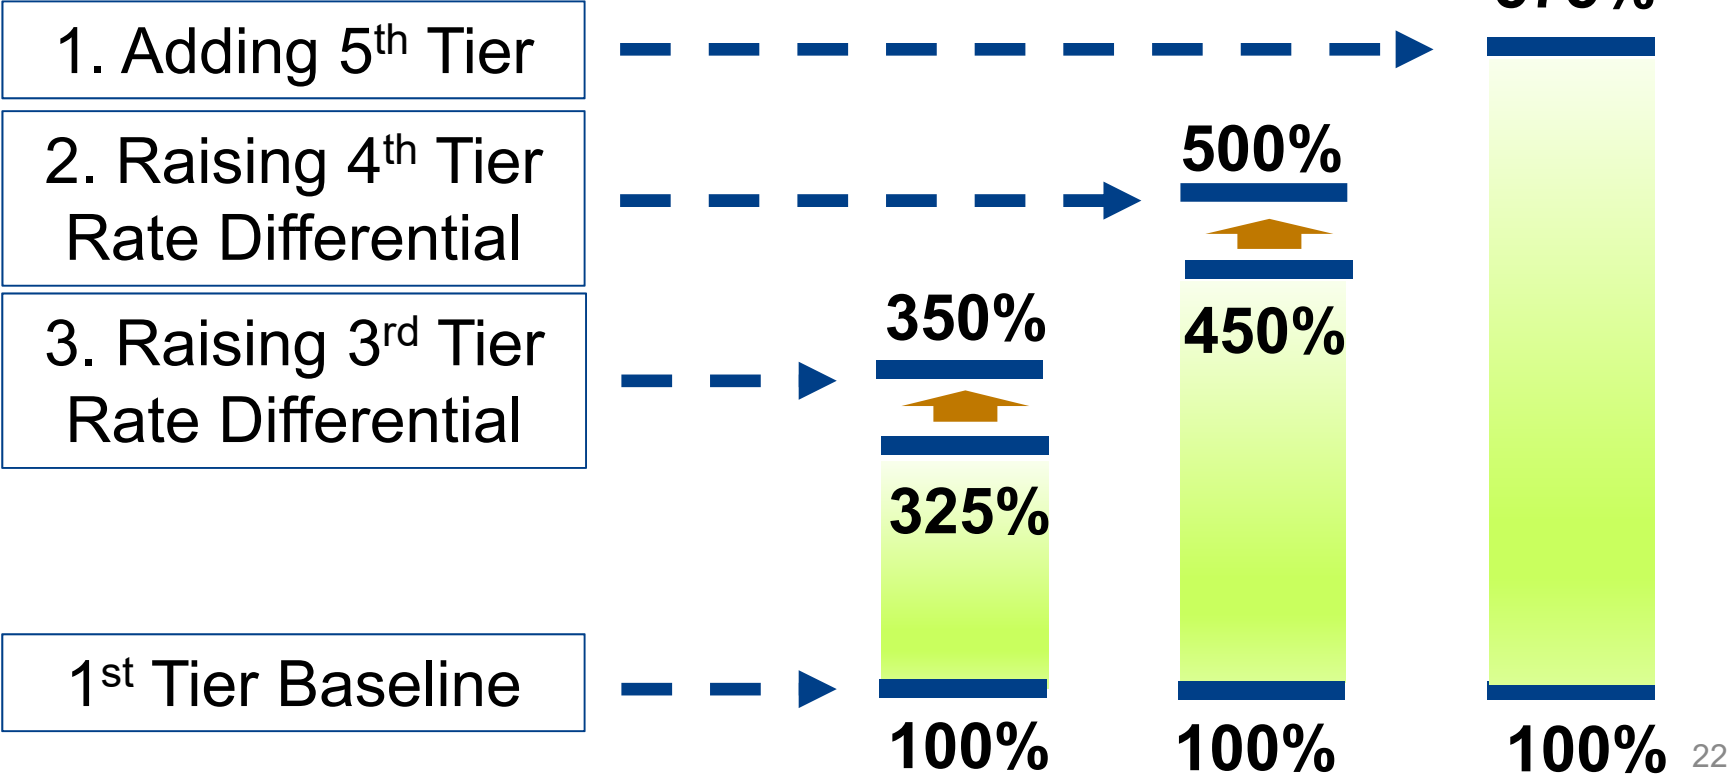 1. Adding 5th Tier
2. Raising 4th Tier
Rate Differential
500%
450%
3. Raising 3rd Tier
Rate Differential
350%
325%
1st Tier Baseline
100% 100% 100%
22